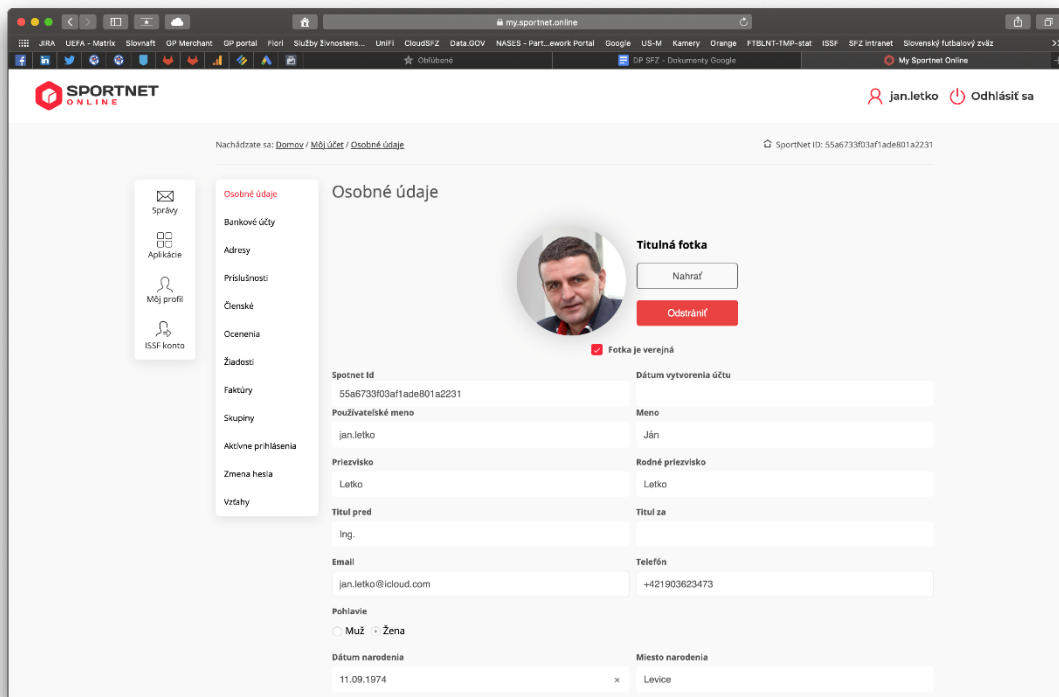 my.sportnet.online
JIRA UEFA - Matrix Slovnaft GP Merchant GP portal Fiori Služby živnostens... UniFi CloudSFZ Data.GOV NASES - Part...ework Portal Google US-M Kamery Orange FTBLNT-TMP-stat ISSF SFZ intranet Slovenský futbalový zväz
Obľúbené DP SFZ - Dokumenty Google My Sportnet Online
SPORTNET
ONLINE
jan.letko Odhlásiť sa
Nachádzate sa: Domov / Môj účet / Osobné údaje
SportNet ID: 55a6733f03af1ade801a2231
Správy
Aplikácie
Môj profil
ISSF konto
Osobné údaje
Bankové účty
Adresy
Príslušnosti
Členské
Ocenenia
Žiadosti
Faktúry
Skupiny
Aktívne prihlásenia
Zmena hesla
Vzťahy
Osobné údaje
Titulná fotka
Nahrať
Odstrániť
Fotka je verejná
Spotnet Id Dátum vytvorenia účtu
55a6733f03af1ade801a2231
Používateľské meno Meno
jan.letko Ján
Priezvisko Rodné priezvisko
Letko Letko
Titul pred Titul za
Ing.
Email Telefón
jan.letko@icloud.com +421903623473
Pohlavie
Muž Žena
Dátum narodenia Miesto narodenia
11.09.1974 × Levice